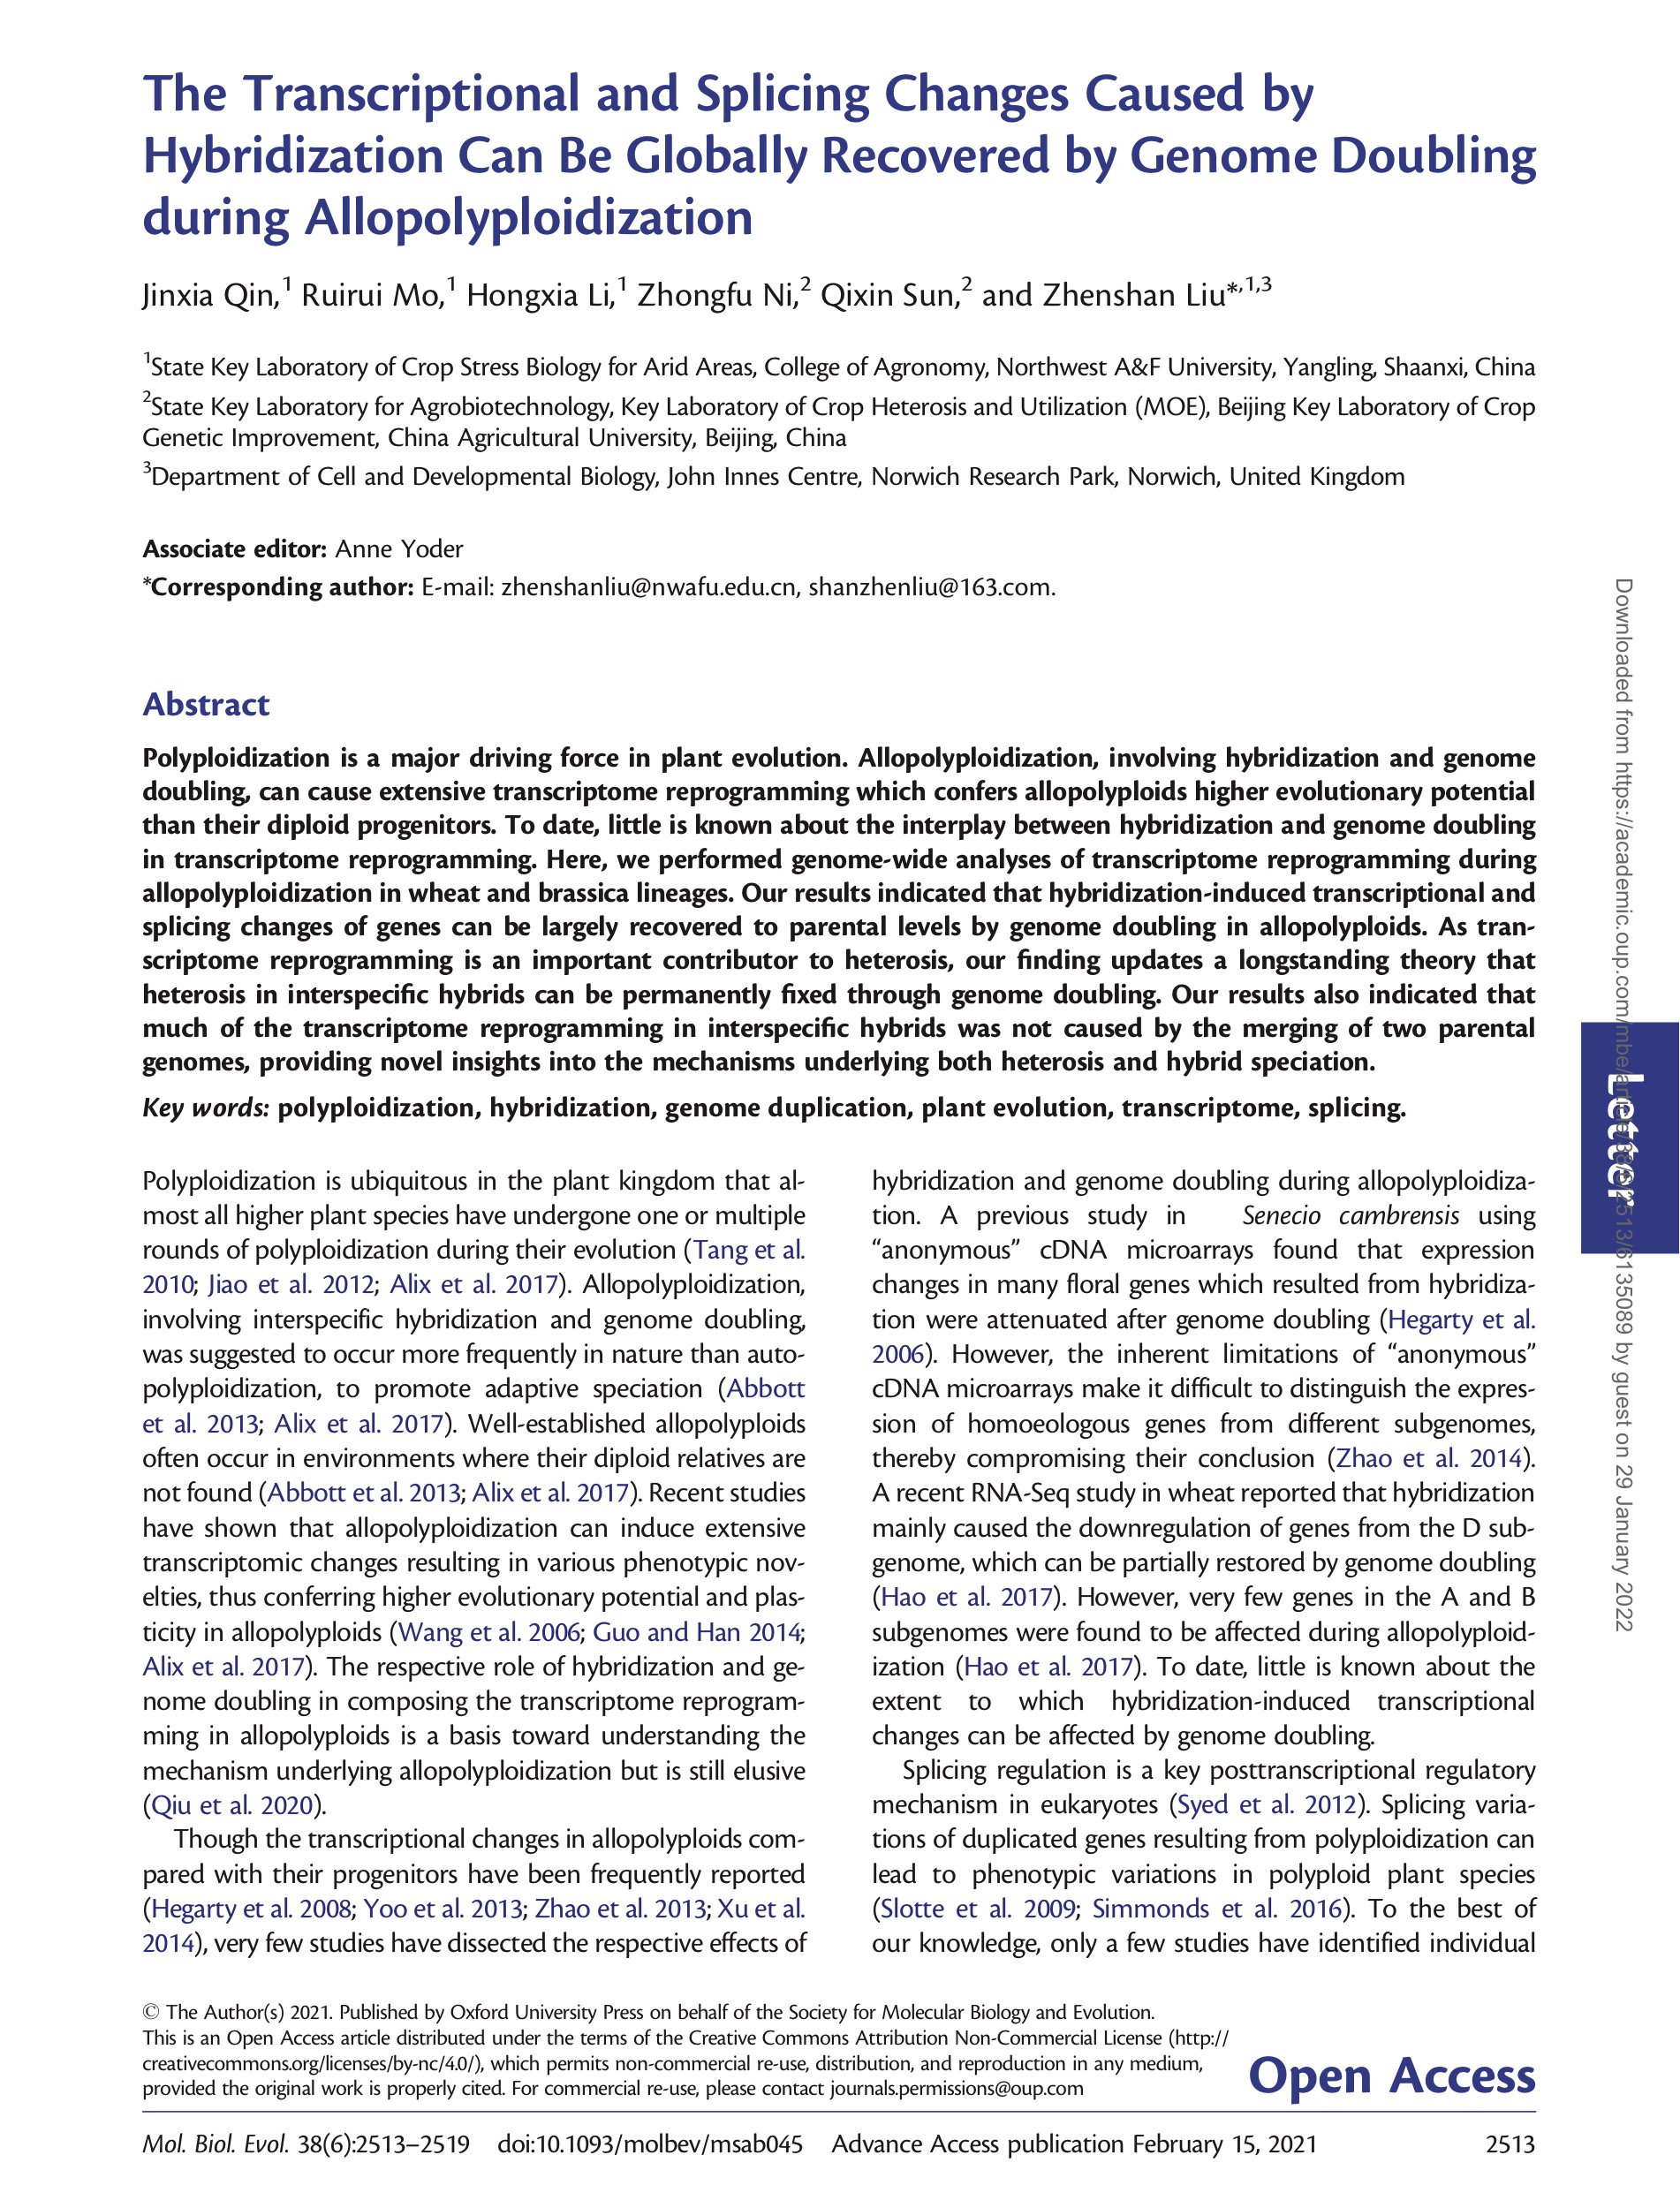 The Transcriptional and Splicing Changes Caused by
Hybridization Can Be Globally Recovered by Genome Doubling
during Allopolyploidization
Jinxia Qin,1 Ruirui Mo,1 Hongxia Li,1 Zhongfu Ni,2 Qixin Sun,2 and Zhenshan Liu*,1,3
1State Key Laboratory of Crop Stress Biology for Arid Areas, College of Agronomy, Northwest A&F University, Yangling, Shaanxi, China
2State Key Laboratory for Agrobiotechnology, Key Laboratory of Crop Heterosis and Utilization (MOE), Beijing Key Laboratory of Crop
Genetic Improvement, China Agricultural University, Beijing, China
3Department of Cell and Developmental Biology, John Innes Centre, Norwich Research Park, Norwich, United Kingdom
Associate editor: Anne Yoder
*Corresponding author: E-mail: zhenshanliu@nwafu.edu.cn, shanzhenliu@163.com.
Abstract
Polyploidization is a major driving force in plant evolution. Allopolyploidization, involving hybridization and genome
doubling, can cause extensive transcriptome reprogramming which confers allopolyploids higher evolutionary potential
than their diploid progenitors. To date, little is known about the interplay between hybridization and genome doubling
in transcriptome reprogramming. Here, we performed genome-wide analyses of transcriptome reprogramming during
allopolyploidization in wheat and brassica lineages. Our results indicated that hybridization-induced transcriptional and
splicing changes of genes can be largely recovered to parental levels by genome doubling in allopolyploids. As tran-
scriptome reprogramming is an important contributor to heterosis, our finding updates a longstanding theory that
heterosis in interspecific hybrids can be permanently fixed through genome doubling. Our results also indicated that
much of the transcriptome reprogramming in interspecific hybrids was not caused by the merging of two parental
genomes, providing novel insights into the mechanisms underlying both heterosis and hybrid speciation.
Key words: polyploidization, hybridization, genome duplication, plant evolution, transcriptome, splicing.
Polyploidization is ubiquitous in the plant kingdom that al-
most all higher plant species have undergone one or multiple
rounds of polyploidization during their evolution (Tang et al.
2010; Jiao et al. 2012; Alix et al. 2017). Allopolyploidization,
involving interspecific hybridization and genome doubling,
was suggested to occur more frequently in nature than auto-
polyploidization, to promote adaptive speciation (Abbott
et al. 2013; Alix et al. 2017). Well-established allopolyploids
often occur in environments where their diploid relatives are
not found (Abbott et al. 2013; Alix et al. 2017). Recent studies
have shown that allopolyploidization can induce extensive
transcriptomic changes resulting in various phenotypic nov-
elties, thus conferring higher evolutionary potential and plas-
ticity in allopolyploids (Wang et al. 2006; Guo and Han 2014;
Alix et al. 2017). The respective role of hybridization and ge-
nome doubling in composing the transcriptome reprogram-
ming in allopolyploids is a basis toward understanding the
mechanism underlying allopolyploidization but is still elusive
(Qiu et al. 2020).
Though the transcriptional changes in allopolyploids com-
pared with their progenitors have been frequently reported
(Hegarty et al. 2008; Yoo et al. 2013; Zhao et al. 2013; Xu et al.
2014), very few studies have dissected the respective effects of
hybridization and genome doubling during allopolyploidiza-
tion. A previous study in Senecio cambrensis using
“anonymous” cDNA microarrays found that expression
changes in many floral genes which resulted from hybridiza-
tion were attenuated after genome doubling (Hegarty et al.
2006). However, the inherent limitations of “anonymous”
cDNA microarrays make it difficult to distinguish the expres-
sion of homoeologous genes from different subgenomes,
thereby compromising their conclusion (Zhao et al. 2014).
A recent RNA-Seq study in wheat reported that hybridization
mainly caused the downregulation of genes from the D sub-
genome, which can be partially restored by genome doubling
(Hao et al. 2017). However, very few genes in the A and B
subgenomes were found to be affected during allopolyploid-
ization (Hao et al. 2017). To date, little is known about the
extent to which hybridization-induced transcriptional
changes can be affected by genome doubling.
Splicing regulation is a key posttranscriptional regulatory
mechanism in eukaryotes (Syed et al. 2012). Splicing varia-
tions of duplicated genes resulting from polyploidization can
lead to phenotypic variations in polyploid plant species
(Slotte et al. 2009; Simmonds et al. 2016). To the best of
our knowledge, only a few studies have identified individual
© The Author(s) 2021. Published by Oxford University Press on behalf of the Society for Molecular Biology and Evolution.
This is an Open Access article distributed under the terms of the Creative Commons Attribution Non-Commercial License (http://
creativecommons.org/licenses/by-nc/4.0/), which permits non-commercial re-use, distribution, and reproduction in any medium,
provided the original work is properly cited. For commercial re-use, please contact journals.permissions@oup.com
Open Access
Mol. Biol. Evol. 38(6):2513–2519 doi:10.1093/molbev/msab045 Advance Access publication February 15, 2021
2513
Letter
Downloaded from https://academic.oup.com/mbe/article/38/6/2513/6135089 by guest on 29 January 2022